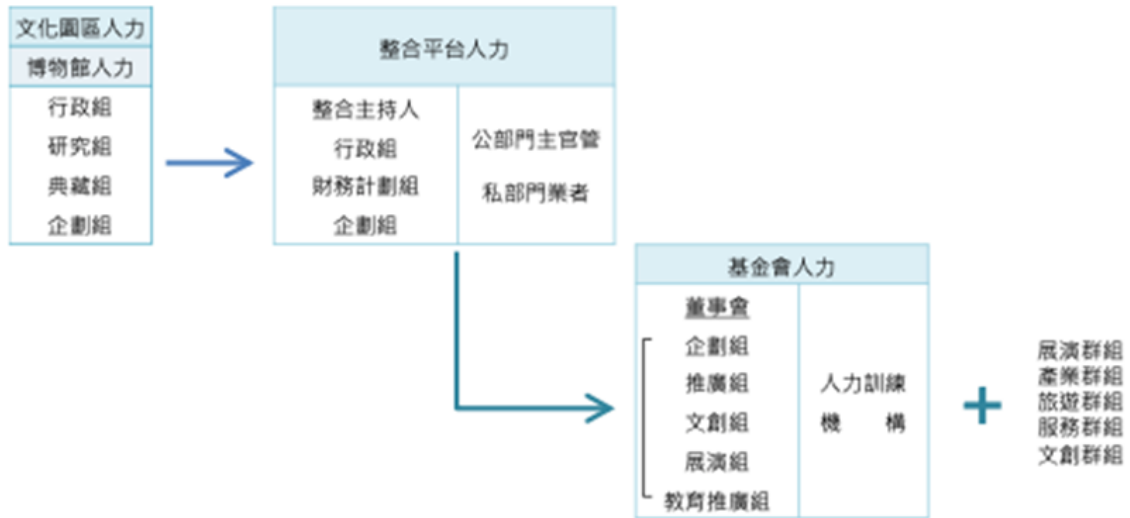 文化園區人力
博物館人力
行政組
研究組
典藏組
企劃組
整合平台人力
整合主持人
行政組
財務計劃組
企劃組
公部門主官管
私部門業者
基金會人力
董事會
企劃組
推廣組
文創組
展演組
教育推廣組
人力訓練
機 構
展演群組
產業群組
旅遊群組
服務群組
文創群組